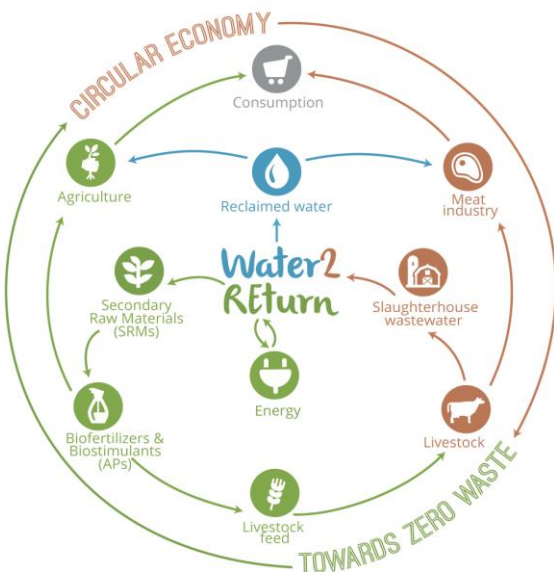 CIRCULAR ECONOMY
Consumption
Agriculture
Reclaimed water
Meat
industry
Water2
REturn
Secondary
Raw Materials
(SRMs)
Slaughterhouse
wastewater
Energy
Biofertilizers &
Biostimulants
(APs)
Livestock
Livestock
feed
TOWARDS ZERO WASTE